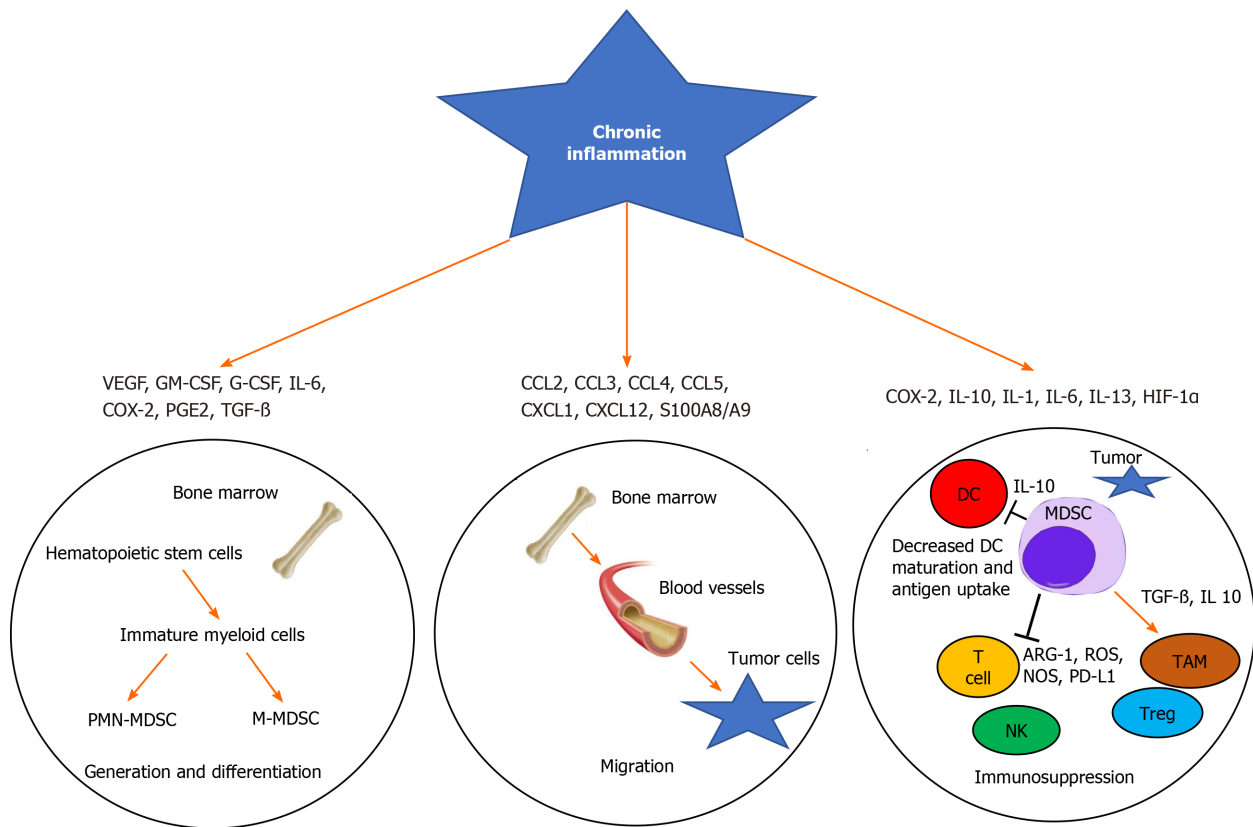 Chronic
inflammation
VEGF, GM-CSF, G-CSF, IL-6,
COX-2, PGE2, TGF-ß
Bone marrow
Hematopoietic stem cells
Immature myeloid cells
PMN-MDSC
M-MDSC
Generation and differentiation
CCL2, CCL3, CCL4, CCL5,
CXCL1, CXCL12, S100A8/A9
Bone marrow
Blood vessels
Tumor cells
Migration
COX-2, IL-10, IL-1, IL-6, IL-13, HIF-1α
Tumor
DC
IL-10
MDSC
Decreased DC
maturation and
antigen uptake
TGF-ß, IL 10
T
cell
ARG-1, ROS,
NOS, PD-L1
TAM
Treg
NK
Immunosuppression